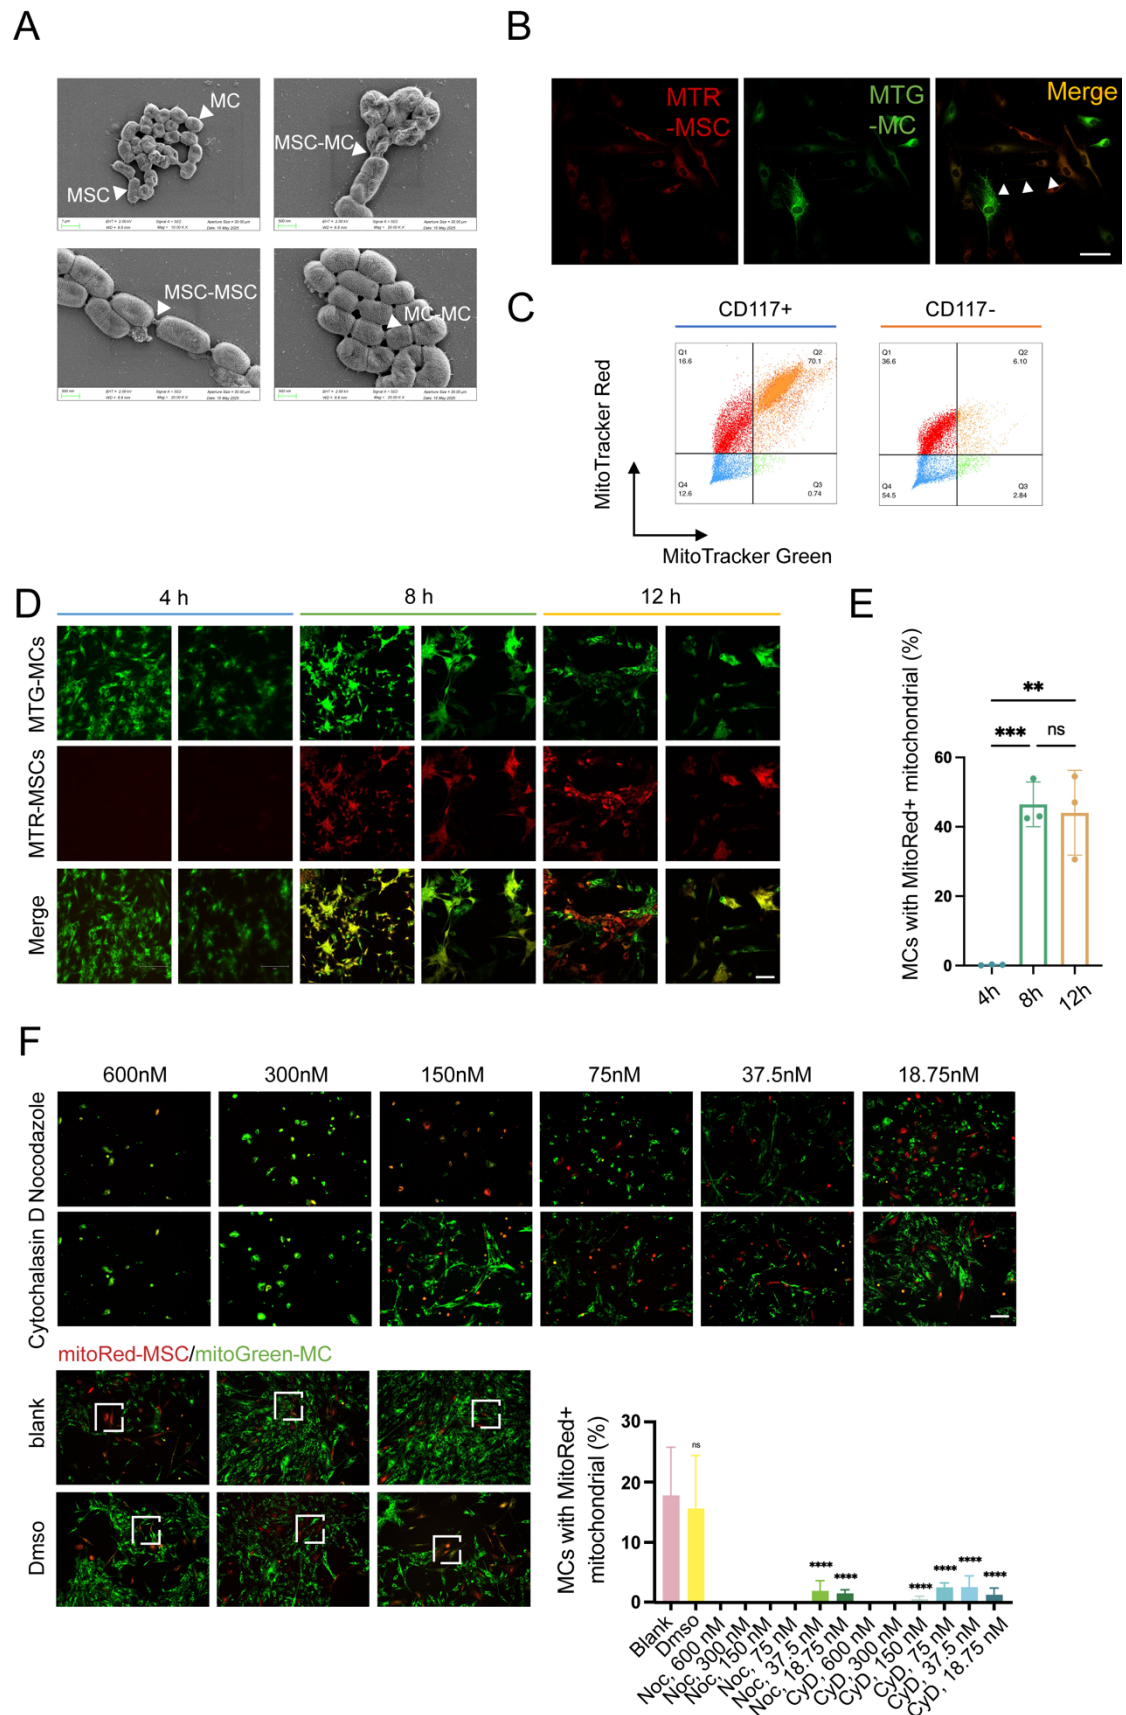 A
MC
MSC
MSC-MC
MSC-MSC
MC-MC
B
MTR
-MSC
MTG
-MC
Merge
C
CD117+
CD117-
Q1
16.6
Q2
70.1
Q4
12.6
Q3
0.74
Q1
36.6
Q2
6.10
Q4
54.5
Q3
2.84
MitoTracker Red
MitoTracker Green
D
4 h
8 h
12 h
MTG-MCs
MTR-MSCs
Merge
E
MCs with MitoRed+ mitochondrial (%)
**
***
ns
60
40
20
0
4h
8h
12h
F
600nM
300nM
150nM
75nM
37.5nM
18.75nM
Nocodazole
Cytochalasin D
mitoRed-MSC/mitoGreen-MC
blank
Dmso
MCs with MitoRed+
mitochondrial (%)
30
20
10
0
ns
****
****
****
****
****
****
Blank
Dmso
Noc, 600 nM
Noc, 300 nM
Noc, 150 nM
Noc, 75 nM
Noc, 37.5 nM
Noc, 18.75 nM
CyD, 600 nM
CyD, 300 nM
CyD, 150 nM
CyD, 75 nM
CyD, 37.5 nM
CyD, 18.75 nM